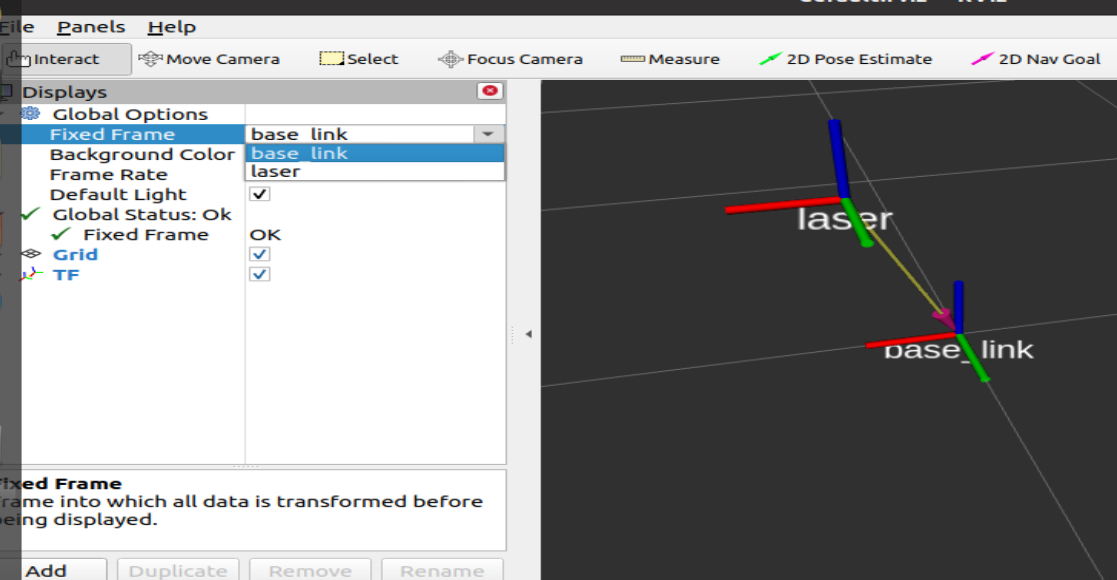 File Panels Help
Interact Move Camera Select Focus Camera Measure 2D Pose Estimate 2D Nav Goal
Displays
Global Options
Fixed Frame base_link
base_link
Background Color
laser
Frame Rate
Default Light
Global Status: Ok
Fixed Frame OK
Grid
TF
laser
base_link
Fixed Frame
Frame into which all data is transformed before
being displayed.
Add Duplicate Remove Rename